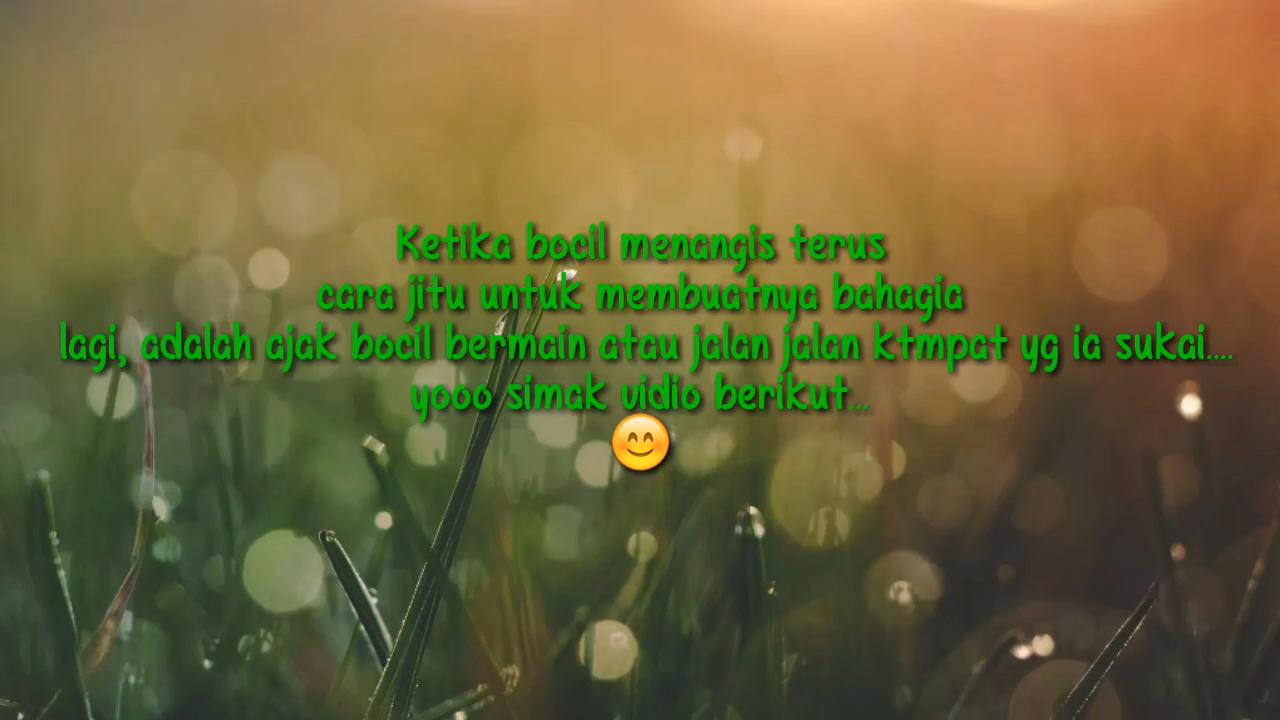 Ketika bocil menangis terus
cara jitu untuk membuatnya bahagia
lagi, adalah ajak bocil bermain atau jalan jalan ktmpat yg ia sukai....
yooo simak vidio berikut...
😊